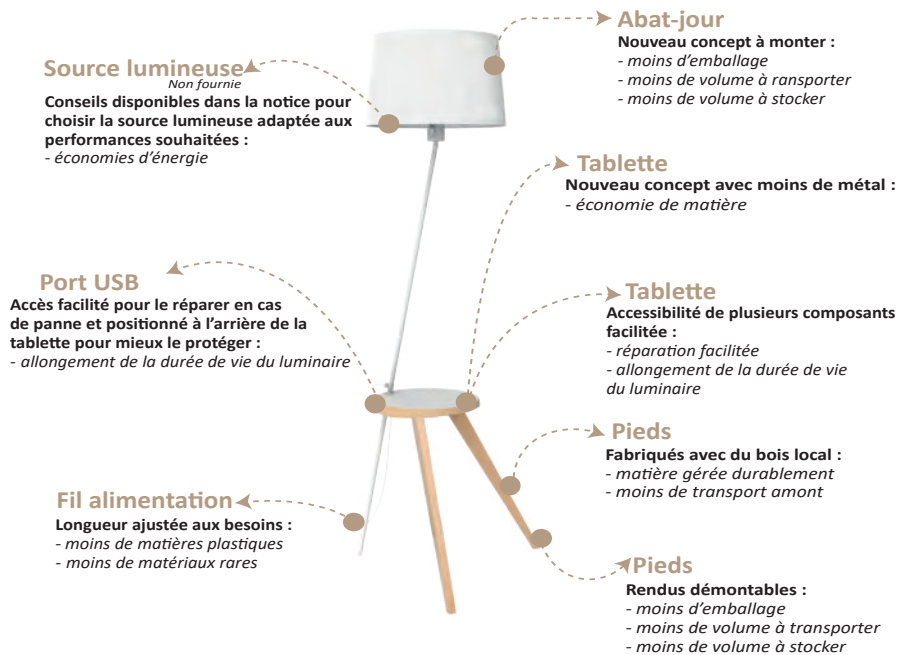 Abat-jour
Nouveau concept à monter :
- moins d'emballage
- moins de volume à ransporter
- moins de volume à stocker
Source lumineuse
Non fournie
Conseils disponibles dans la notice pour
choisir la source lumineuse adaptée aux
performances souhaitées :
- économies d'énergie
Tablette
Nouveau concept avec moins de métal :
- économie de matière
Port USB
Accès facilité pour le réparer en cas
de panne et positionné à l'arrière de la
tablette pour mieux le protéger :
- allongement de la durée de vie du luminaire
Tablette
Accessibilité de plusieurs composants
facilitée :
- réparation facilitée
- allongement de la durée de vie
du luminaire
Pieds
Fabriqués avec du bois local :
- matière gérée durablement
- moins de transport amont
Fil alimentation
Longueur ajustée aux besoins :
- moins de matières plastiques
- moins de matériaux rares
Pieds
Rendus démontables :
- moins d'emballage
- moins de volume à transporter
- moins de volume à stocker